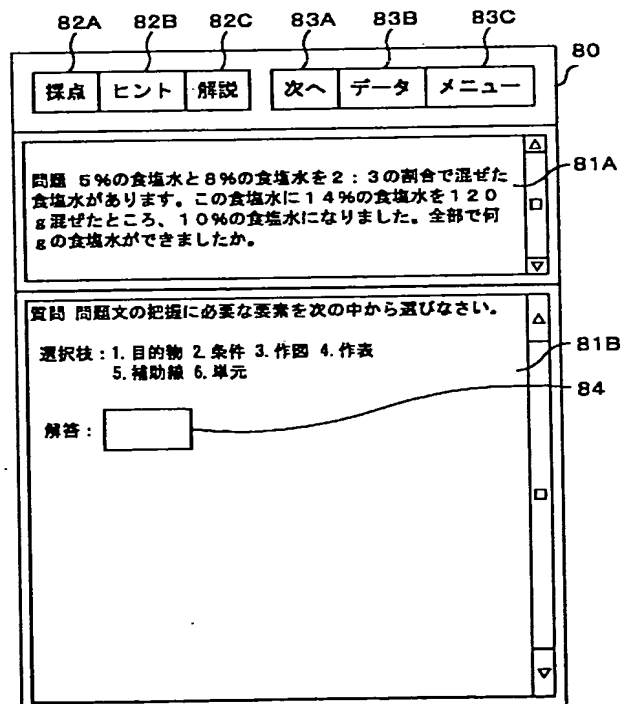 82A 82B 82C 83A 83B 83C
80
採点 ヒント 解説 次へ データ メニュー
81A
問題 5%の食塩水と8%の食塩水を2:3の割合で混ぜた
食塩水があります。この食塩水に14%の食塩水を120
g混ぜたところ、10%の食塩水になりました。全部で何
gの食塩水ができましたか。
質問 問題文の把握に必要な要素を次の中から選びなさい。
選択枝:1. 目的物 2. 条件 3. 作図 4. 作表
5. 補助線 6. 単元
81B
84
解答: